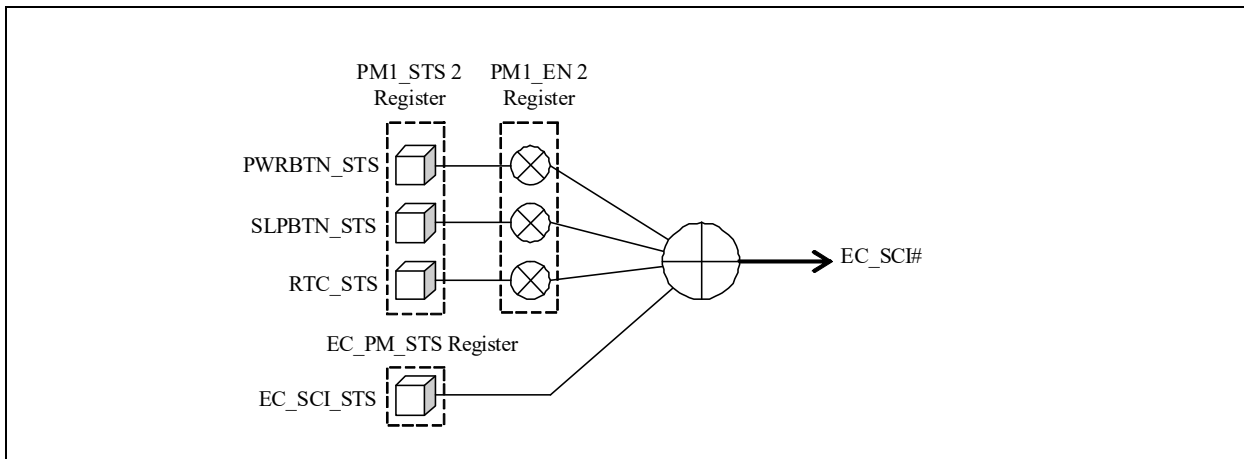 PM1_STS 2
Register
PM1_EN 2
Register
PWRBTN_STS
SLPBTN_STS
RTC_STS
EC_SCI#
EC_PM_STS Register
EC_SCI_STS